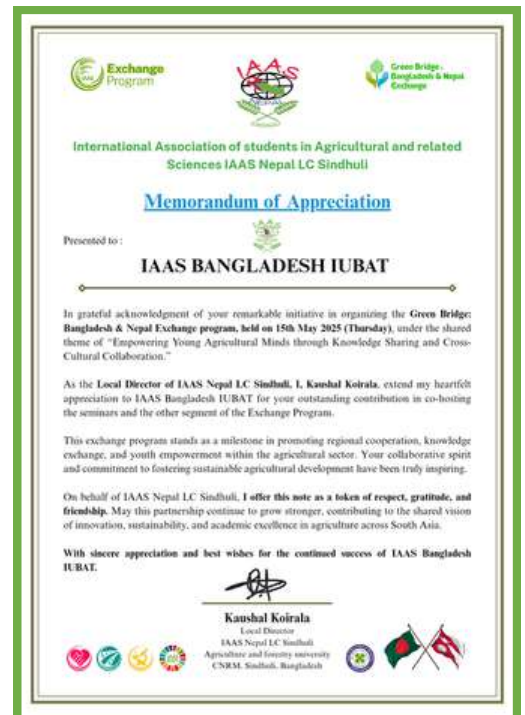 Exchange
Program
IAAS
Green Bridge :
Bangladesh & Nepal
Exchange
International Association of students in Agricultural and related
Sciences IAAS Nepal LC Sindhuli
Memorandum of Appreciation
Presented to :
IAAS BANGLADESH IUBAT
In grateful acknowledgment of your remarkable initiative in organizing the Green Bridge:
Bangladesh & Nepal Exchange program, held on 15th May 2025 (Thursday), under the shared
theme of “Empowering Young Agricultural Minds through Knowledge Sharing and Cross-
Cultural Collaboration.”
As the Local Director of IAAS Nepal LC Sindhuli, I, Kaushal Koirala, extend my heartfelt
appreciation to IAAS Bangladesh IUBAT for your outstanding contribution in co-hosting
the seminars and the other segment of the Exchange Program.
This exchange program stands as a milestone in promoting regional cooperation, knowledge
exchange, and youth empowerment within the agricultural sector. Your collaborative spirit
and commitment to fostering sustainable agricultural development have been truly inspiring.
On behalf of IAAS Nepal LC Sindhuli, I offer this note as a token of respect, gratitude, and
friendship. May this partnership continue to grow stronger, contributing to the shared vision
of innovation, sustainability, and academic excellence in agriculture across South Asia.
With sincere appreciation and best wishes for the continued success of IAAS Bangladesh
IUBAT.
Kaushal Koirala
Local Director
IAAS Nepal LC Sindhuli
Agriculture and forestry university
CNRM, Sindhuli, Bangladesh